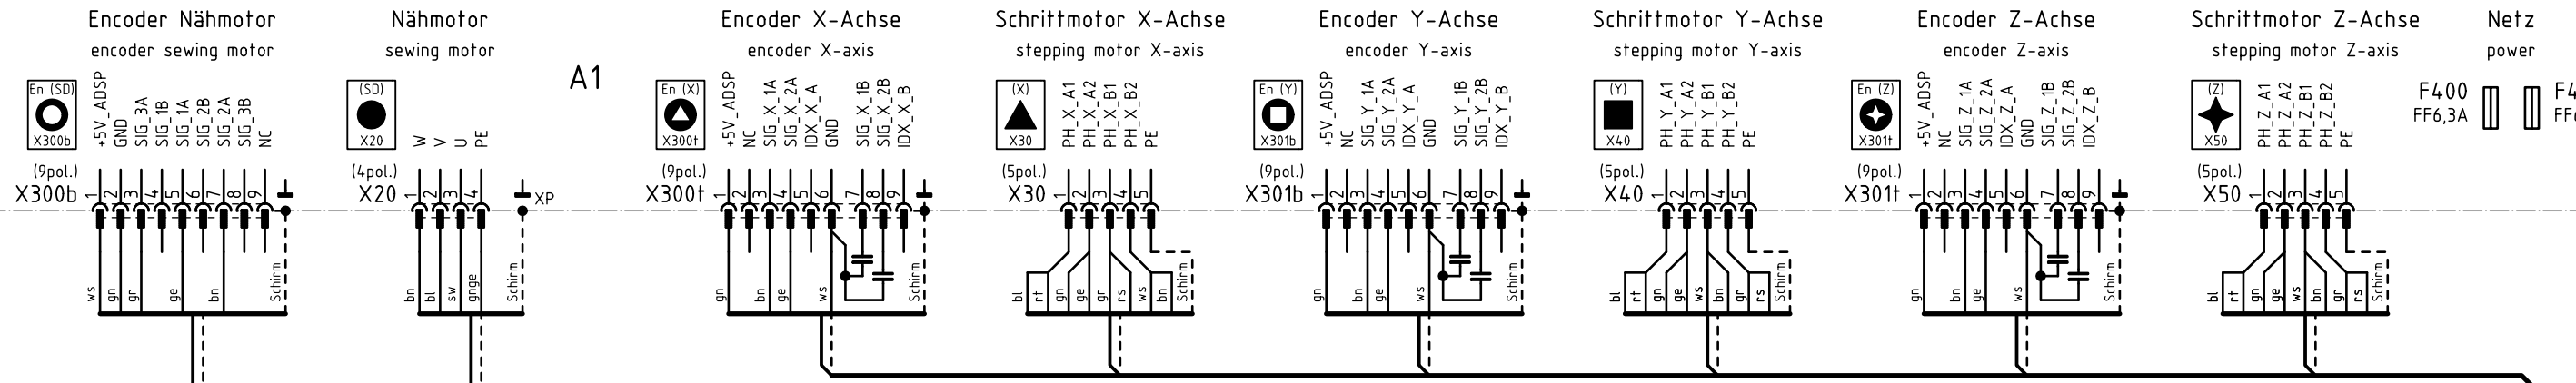 Encoder Nähmotor
encoder sewing motor
En (SD)
X300b
+5V_ADSP
GND
SIG_3A
SIG_1B
SIG_1A
SIG_2B
SIG_2A
SIG_3B
NC
(9pol.)
X300b
1 2 3 4 5 6 7 8 9
ws gn gr ge bn Schirm
Nähmotor
sewing motor
(SD)
X20
W
V
U
PE
(4pol.)
X20
1 2 3 4
XP
bn bl sw gnge Schirm
A1
Encoder X-Achse
encoder X-axis
En (X)
X300t
+5V_ADSP
NC
SIG_X_1A
SIG_X_2A
IDX_X_A
GND
SIG_X_1B
SIG_X_2B
IDX_X_B
(9pol.)
X300t
1 2 3 4 5 6 7 8 9
gn bn ge ws Schirm
Schrittmotor X-Achse
stepping motor X-axis
(X)
X30
PH_X_A1
PH_X_A2
PH_X_B1
PH_X_B2
PE
(5pol.)
X30
1 2 3 4 5
bl rt gn ge gr rs ws bn Schirm
Encoder Y-Achse
encoder Y-axis
En (Y)
X301b
+5V_ADSP
NC
SIG_Y_1A
SIG_Y_2A
IDX_Y_A
GND
SIG_Y_1B
SIG_Y_2B
IDX_Y_B
(9pol.)
X301b
1 2 3 4 5 6 7 8 9
gn bn ge ws Schirm
Schrittmotor Y-Achse
stepping motor Y-axis
(Y)
X40
PH_Y_A1
PH_Y_A2
PH_Y_B1
PH_Y_B2
PE
(5pol.)
X40
1 2 3 4 5
bl rt gn ge ws bn gr rs Schirm
Encoder Z-Achse
encoder Z-axis
En (Z)
X301t
+5V_ADSP
NC
SIG_Z_1A
SIG_Z_2A
IDX_Z_A
GND
SIG_Z_1B
SIG_Z_2B
IDX_Z_B
(9pol.)
X301t
1 2 3 4 5 6 7 8 9
gn bn ge ws Schirm
Schrittmotor Z-Achse
stepping motor Z-axis
(Z)
X50
PH_Z_A1
PH_Z_A2
PH_Z_B1
PH_Z_B2
PE
(5pol.)
X50
1 2 3 4 5
bl rt gn ge ws bn gr rs Schirm
Netz
power
F400
FF6,3A